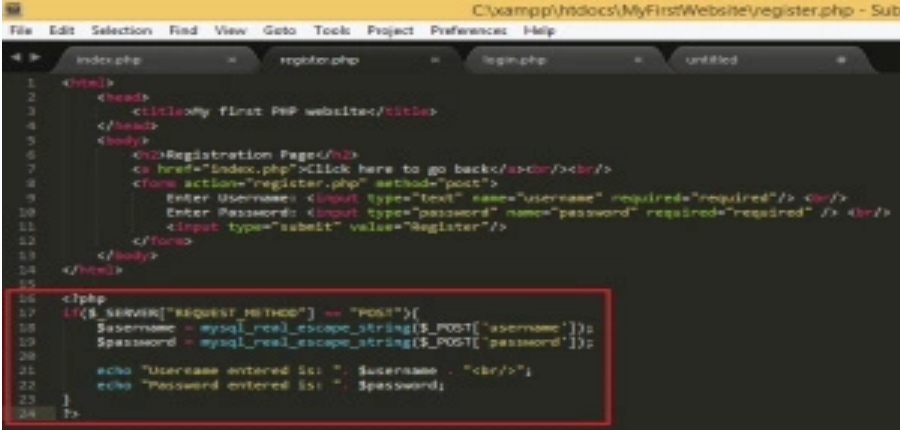 C:\xampp\htdocs\MyFirstWebsite\register.php - Sub
File Edit Selection Find View Goto Tools Project Preferences Help
index.php register.php login.php untitled
1 <html>
2 <head>
3 <title>My first PHP website</title>
4 </head>
5 <body>
6 <h2>Registration Page</h2>
7 <a href="index.php">Click here to go back</a><br/><br/>
8 <form action="register.php" method="post">
9 Enter Username: <input type="text" name="username" required="required"/> <br/>
10 Enter Password: <input type="password" name="password" required="required" /> <br/>
11 <input type="submit" value="Register"/>
12 </form>
13 </body>
14 </html>
15
16 <?php
17 if($_SERVER["REQUEST_METHOD"] == "POST"){
18 $username = mysql_real_escape_string($_POST['username']);
19 $password = mysql_real_escape_string($_POST['password']);
20
21 echo "Username entered is: ". $username . "<br/>";
22 echo "Password entered is: ". $password;
23 }
24 ?>